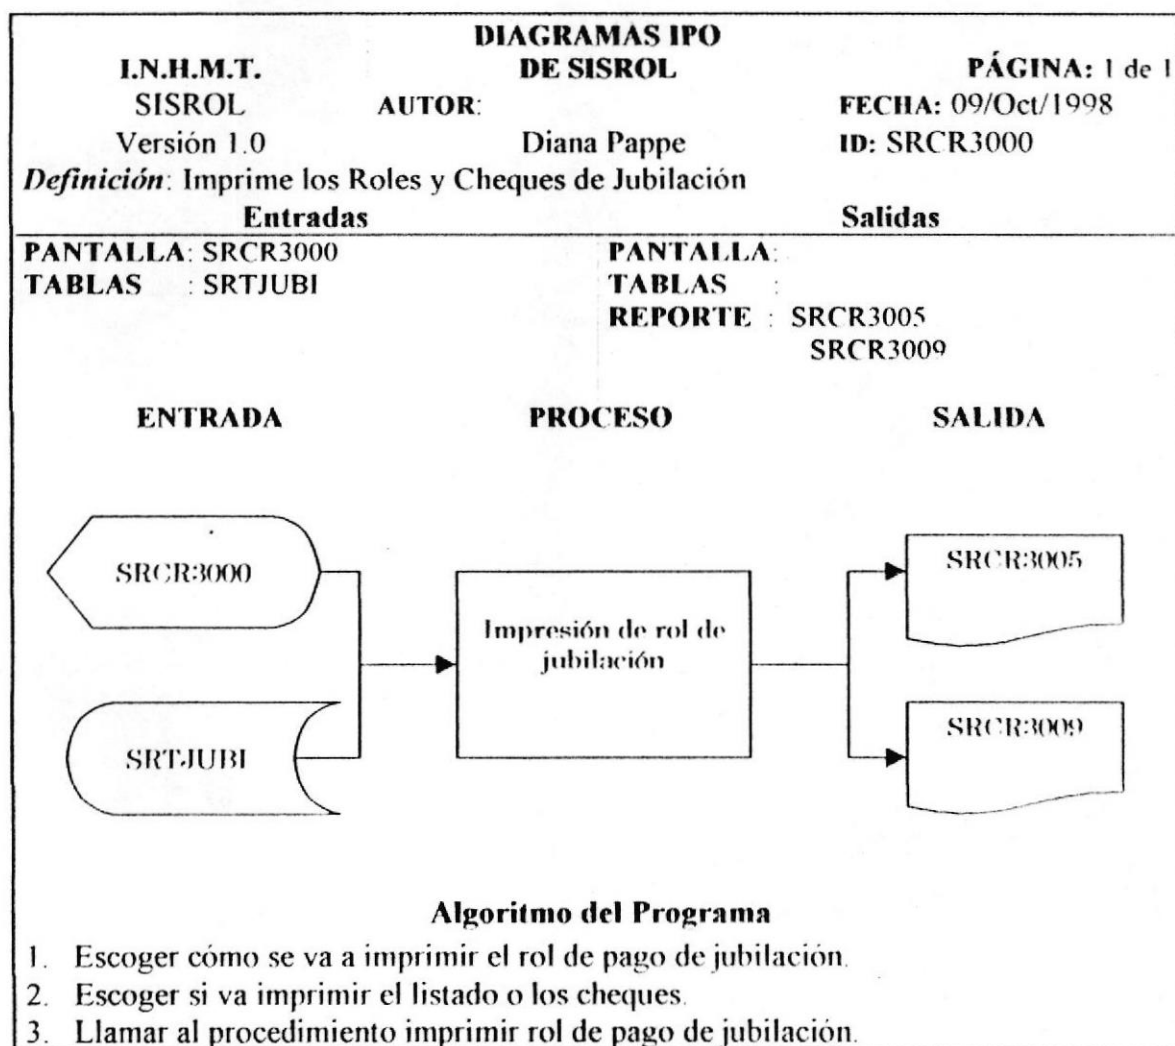 DIAGRAMAS IPO
I.N.H.M.T. DE SISROL PÁGINA: 1 de 1
SISROL AUTOR: FECHA: 09/Oct/1998
Versión 1.0 Diana Pappe ID: SRCR3000
Definición: Imprime los Roles y Cheques de Jubilación
Entradas Salidas
PANTALLA: SRCR3000 PANTALLA:
TABLAS : SRTJUBI TABLAS :
REPORTE : SRCR3005
SRCR3009
ENTRADA PROCESO SALIDA
SRCR3000
SRTJUBI
Impresión de rol de
jubilación
SRCR3005
SRCR3009
Algoritmo del Programa
1. Escoger cómo se va a imprimir el rol de pago de jubilación.
2. Escoger si va imprimir el listado o los cheques.
3. Llamar al procedimiento imprimir rol de pago de jubilación.